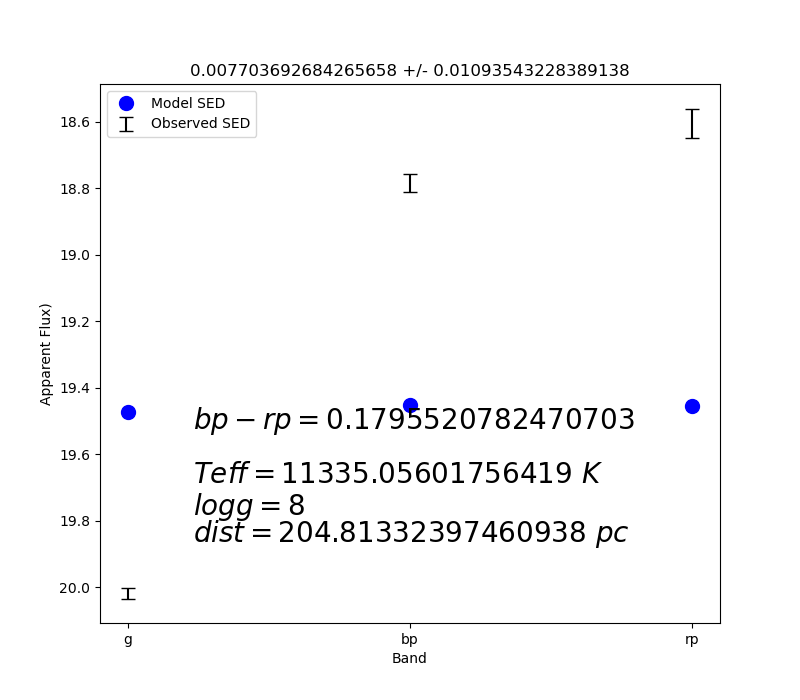 0.007703692684265658 +/- 0.01093543228389138
Model SED
Observed SED
18.6
18.8
19.0
19.2
19.4
19.6
19.8
20.0
Apparent Flux)
bp − rp = 0.1795520782470703
Teff = 11335.05601756419 K
logg = 8
dist = 204.81332397460938 pc
g
bp
rp
Band